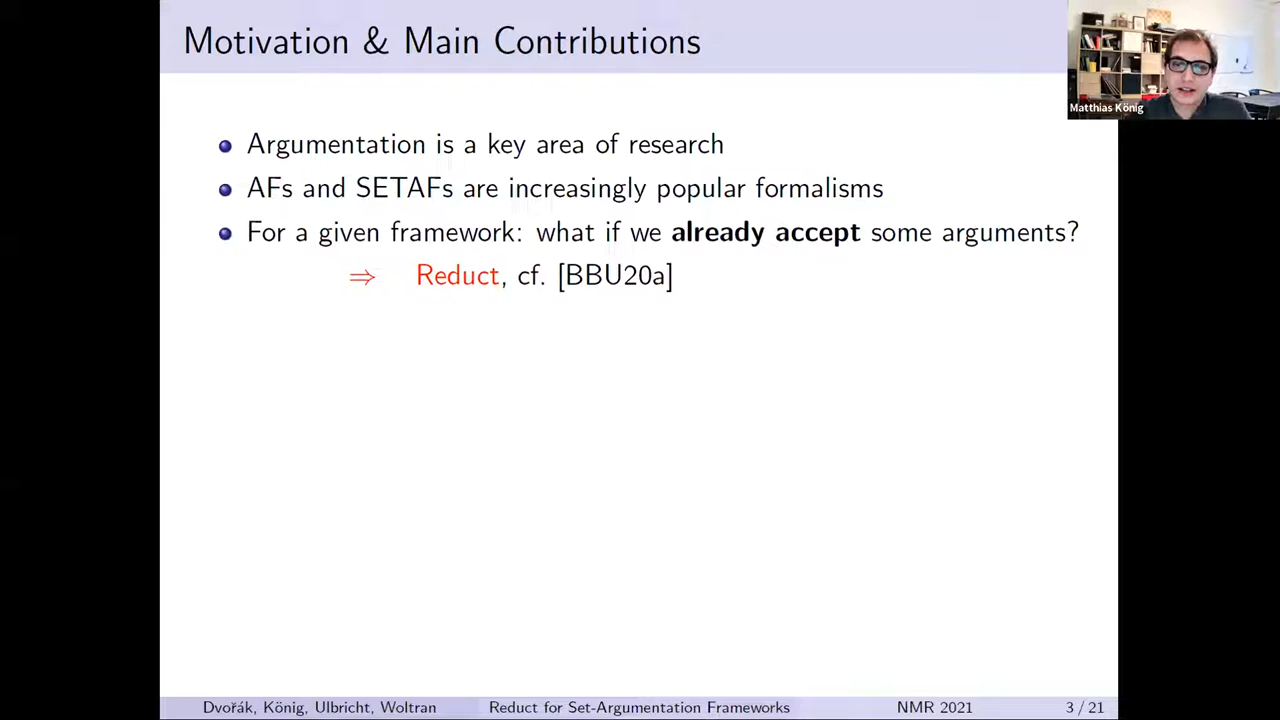 Motivation & Main Contributions
Matthias König
Argumentation is a key area of research
AFs and SETAFs are increasingly popular formalisms
For a given framework: what if we already accept some arguments?
⇒ Reduct, cf. [BBU20a]
Dvořák, König, Ulbricht, Woltran Reduct for Set-Argumentation Frameworks NMR 2021 3 / 21